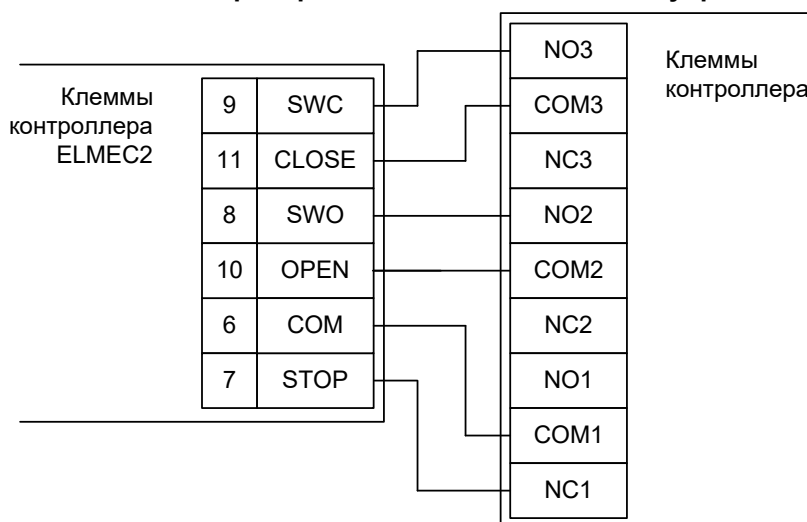 Клеммы
контроллера
ELMEC2
9 SWC
11 CLOSE
8 SWO
10 OPEN
6 COM
7 STOP
NO3
COM3
NC3
NO2
COM2
NC2
NO1
COM1
NC1
Клеммы
контроллера